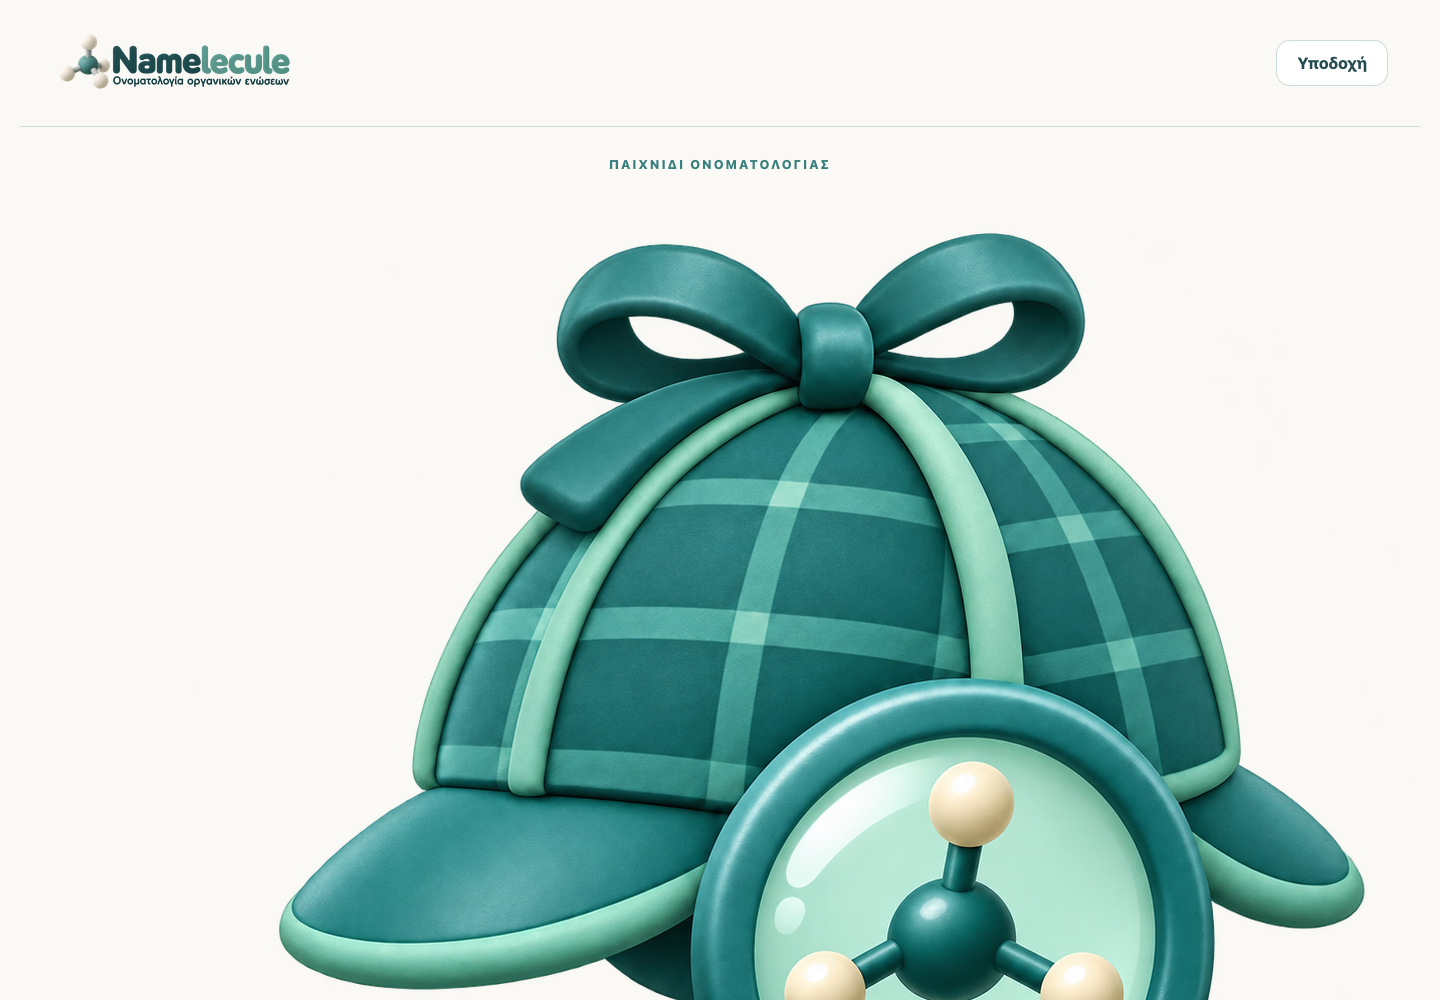 Namelecule
Ονοματολογία οργανικών ενώσεων
Υποδοχή
ΠΑΙΧΝΙΔΙ ΟΝΟΜΑΤΟΛΟΓΙΑΣ